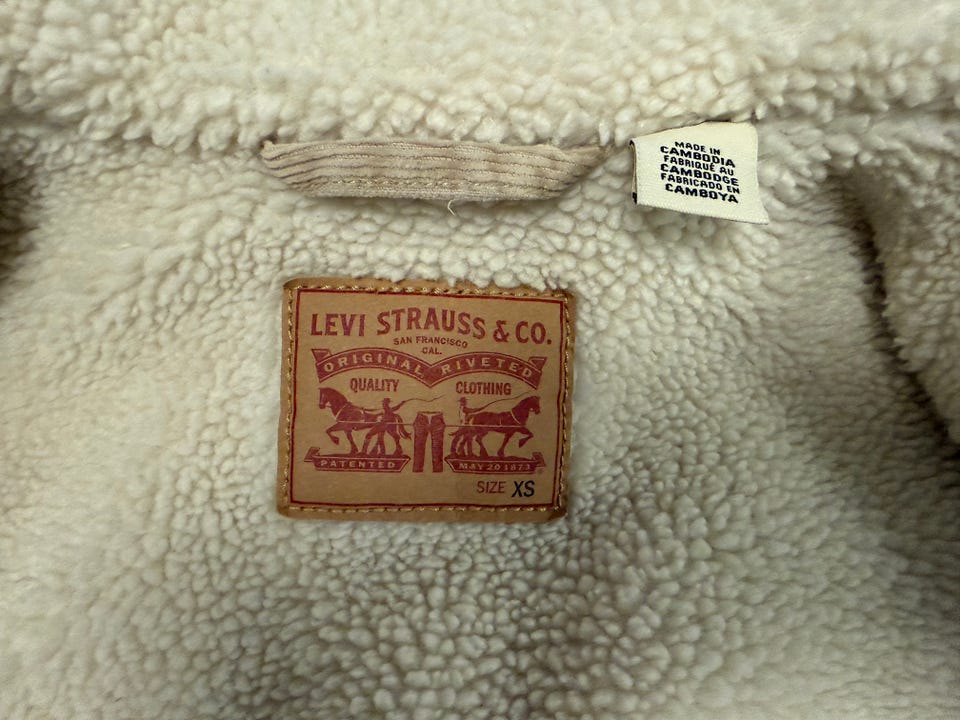 MADE IN
CAMBODIA
FABRIQUÉ AU
CAMBODGE
FABRICADO EN
CAMBOYA
LEVI STRAUSS & CO.
SAN FRANCISCO
CAL.
ORIGINAL RIVETED
QUALITY CLOTHING
PATENTED MAY 20 1873
SIZE XS